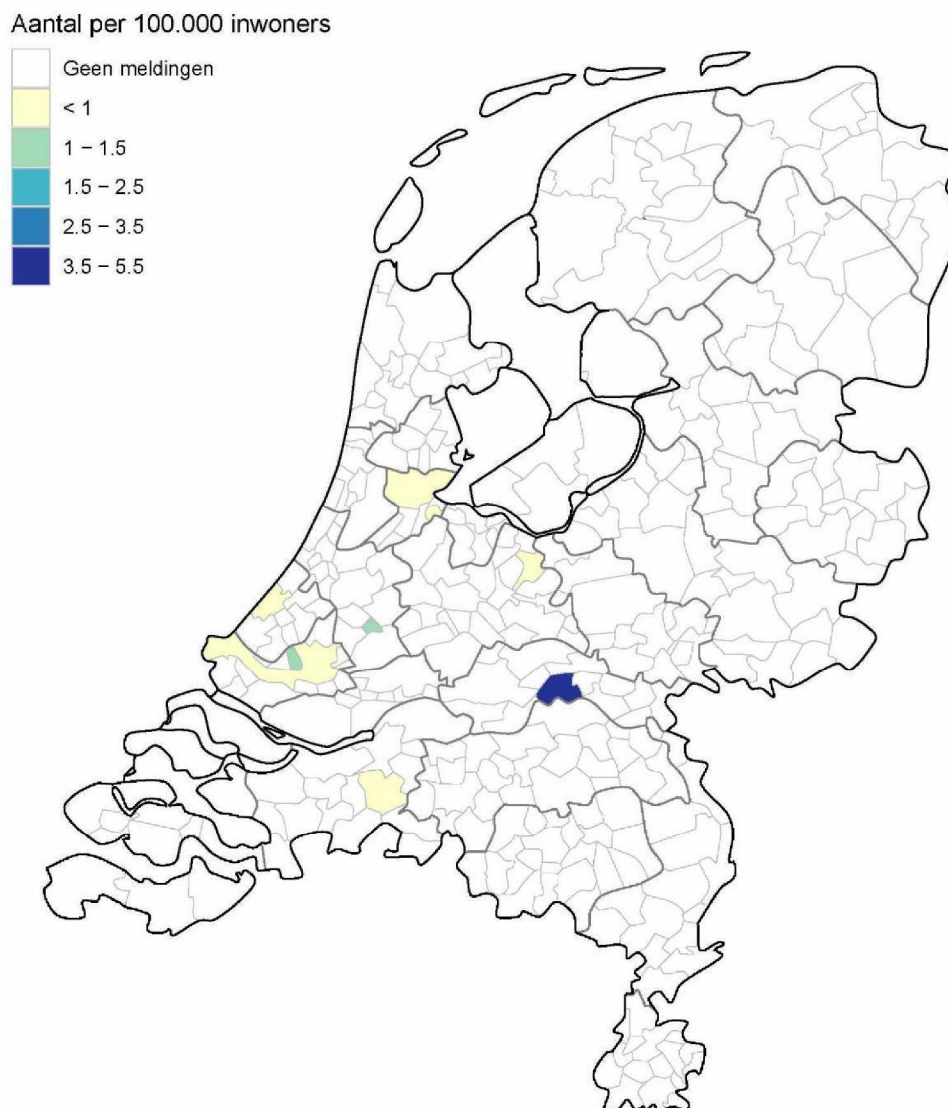 Aantal per 100.000 inwoners
Geen meldingen
< 1
1 – 1.5
1.5 – 2.5
2.5 – 3.5
3.5 – 5.5